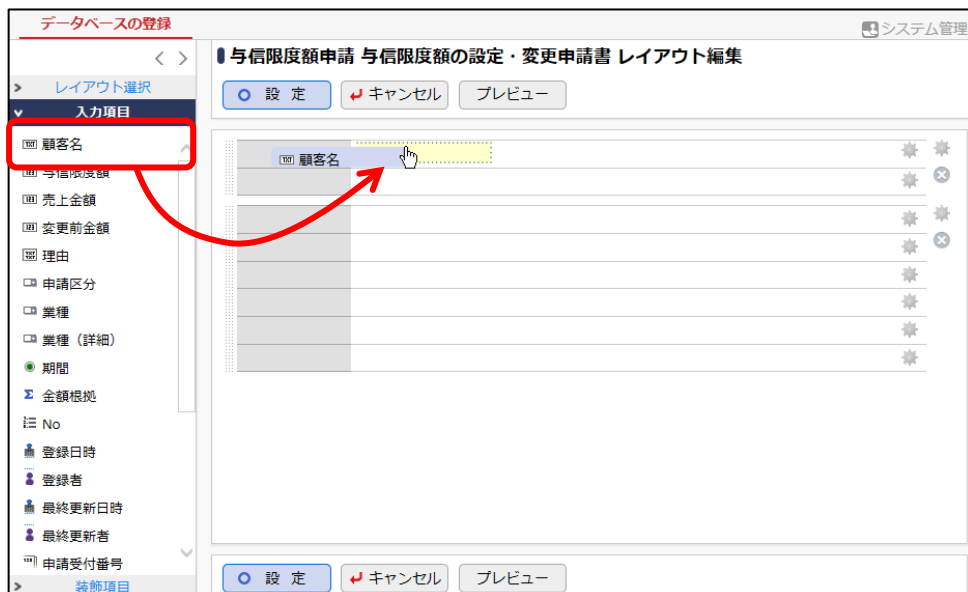 データベースの登録
システム管理
与信限度額申請 与信限度額の設定・変更申請書 レイアウト編集
レイアウト選択
設 定
キャンセル
プレビュー
入力項目
顧客名
与信限度額
売上金額
変更前金額
理由
申請区分
業種
業種（詳細）
期間
金額根拠
No
登録日時
登録者
最終更新日時
最終更新者
申請受付番号
装飾項目
顧客名
設 定
キャンセル
プレビュー